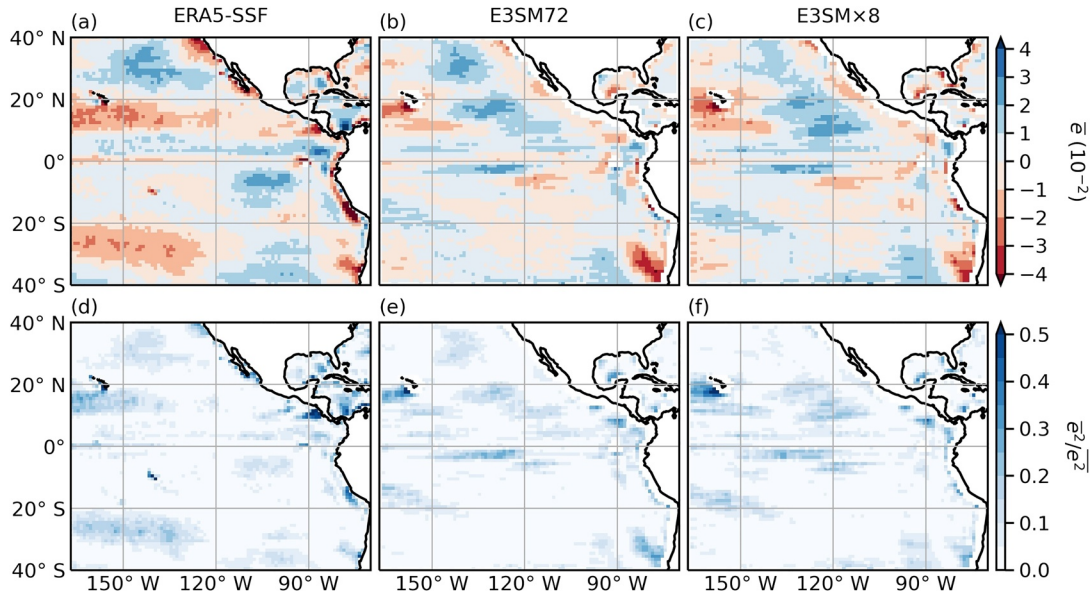 ERA5-SSF E3SM72 E3SM×8
(a) (b) (c)
40° N
20° N
0°
20° S
40° S
4
3
2
1
0
−1
−2
−3
−4
e̅ (10⁻²)
(d) (e) (f)
40° N
20° N
0°
20° S
40° S
0.5
0.4
0.3
0.2
0.1
0.0
e̅²/e̅²̅
150° W 120° W 90° W 150° W 120° W 90° W 150° W 120° W 90° W